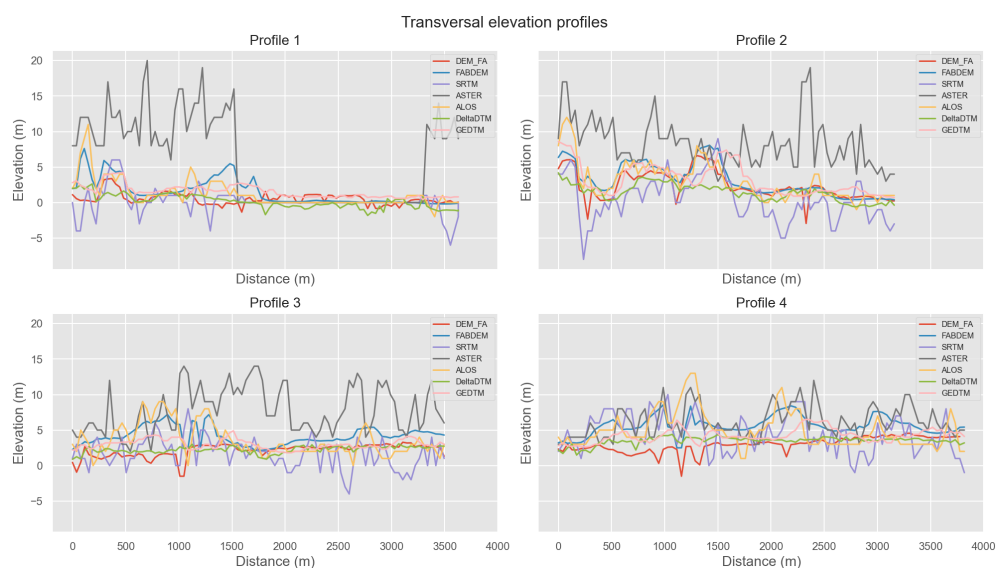 Transversal elevation profiles
Profile 1
Elevation (m)
20
15
10
5
0
−5
DEM_FA
FABDEM
SRTM
ASTER
ALOS
DeltaDTM
GEDTM
Distance (m)
Profile 2
Elevation (m)
DEM_FA
FABDEM
SRTM
ASTER
ALOS
DeltaDTM
GEDTM
Distance (m)
Profile 3
Elevation (m)
20
15
10
5
0
−5
DEM_FA
FABDEM
SRTM
ASTER
ALOS
DeltaDTM
GEDTM
0 500 1000 1500 2000 2500 3000 3500 4000
Distance (m)
Profile 4
Elevation (m)
DEM_FA
FABDEM
SRTM
ASTER
ALOS
DeltaDTM
GEDTM
0 500 1000 1500 2000 2500 3000 3500 4000
Distance (m)